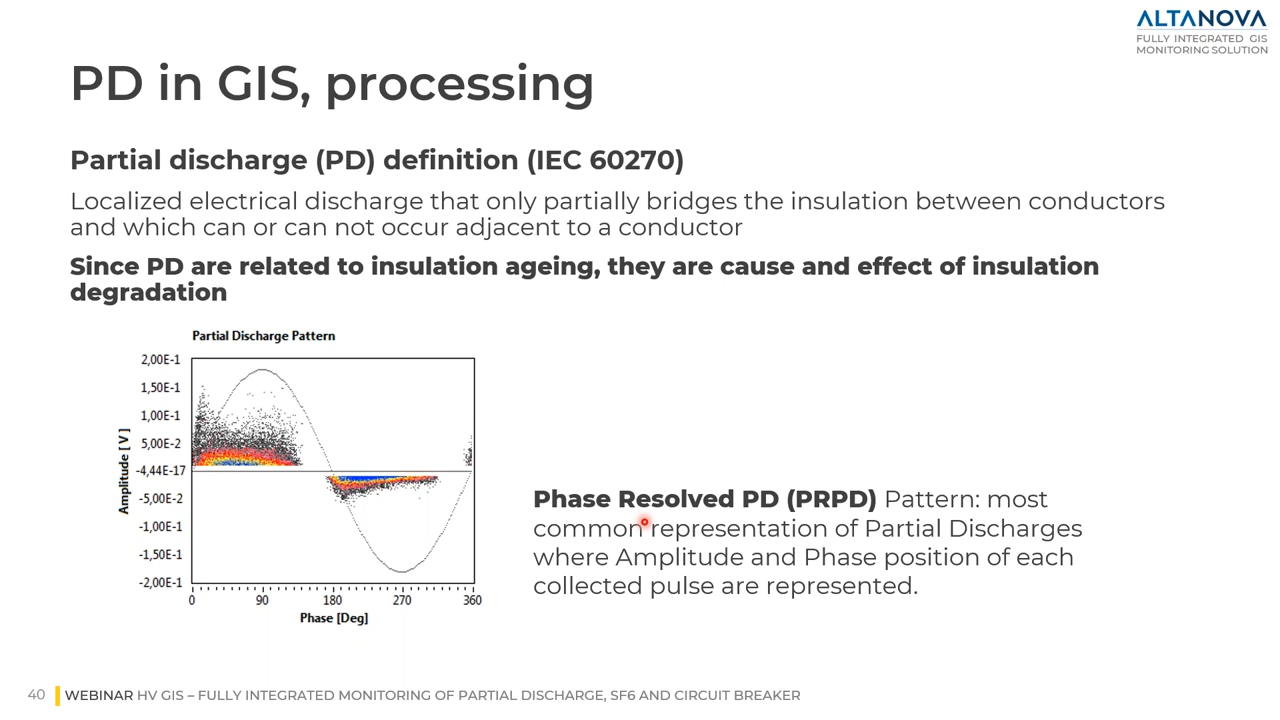 ALTANOVA
FULLY INTEGRATED GIS
MONITORING SOLUTION
PD in GIS, processing
Partial discharge (PD) definition (IEC 60270)
Localized electrical discharge that only partially bridges the insulation between conductors
and which can or can not occur adjacent to a conductor
Since PD are related to insulation ageing, they are cause and effect of insulation
degradation
Partial Discharge Pattern
2,00E-1
1,50E-1
1,00E-1
5,00E-2
-4,44E-17
-5,00E-2
-1,00E-1
-1,50E-1
-2,00E-1
Amplitude [ V ]
0 90 180 270 360
Phase [Deg]
Phase Resolved PD (PRPD) Pattern: most
common representation of Partial Discharges
where Amplitude and Phase position of each
collected pulse are represented.
40 WEBINAR HV GIS – FULLY INTEGRATED MONITORING OF PARTIAL DISCHARGE, SF6 AND CIRCUIT BREAKER